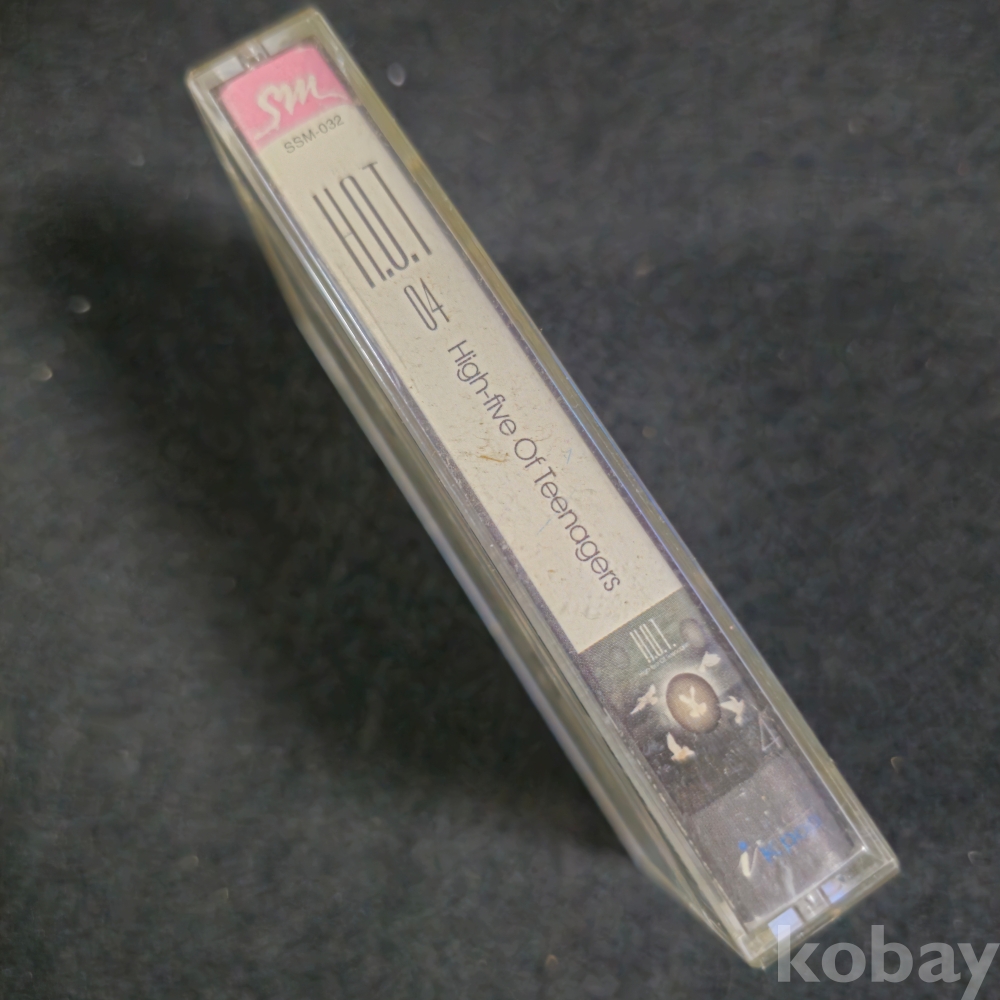 SM
SSM-032
H.O.T
04
High-five Of Teenagers
H.O.T.
4
kobay